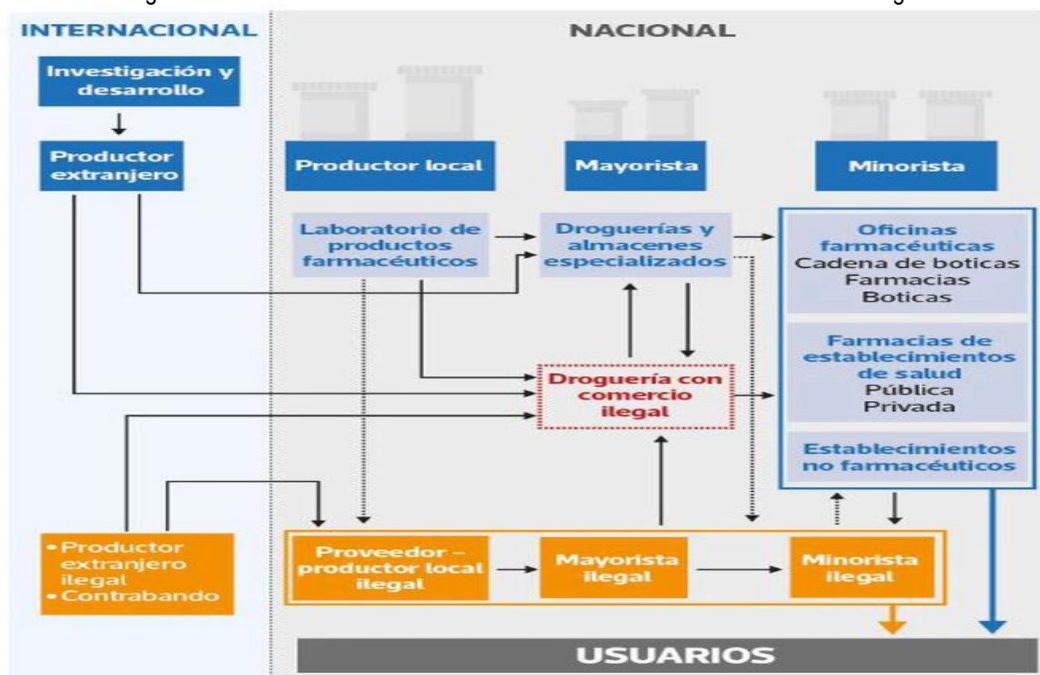 INTERNACIONAL
NACIONAL
Investigación y
desarrollo
Productor
extranjero
Productor local
Mayorista
Minorista
Laboratorio de
productos
farmacéuticos
Droguerías y
almacenes
especializados
Oficinas
farmacéuticas
Cadena de boticas
Farmacias
Boticas
Farmacias de
establecimientos
de salud
Pública
Privada
Droguería con
comercio
ilegal
Establecimientos
no farmacéuticos
• Productor
extranjero
ilegal
• Contrabando
Proveedor –
productor local
ilegal
Mayorista
ilegal
Minorista
ilegal
USUARIOS